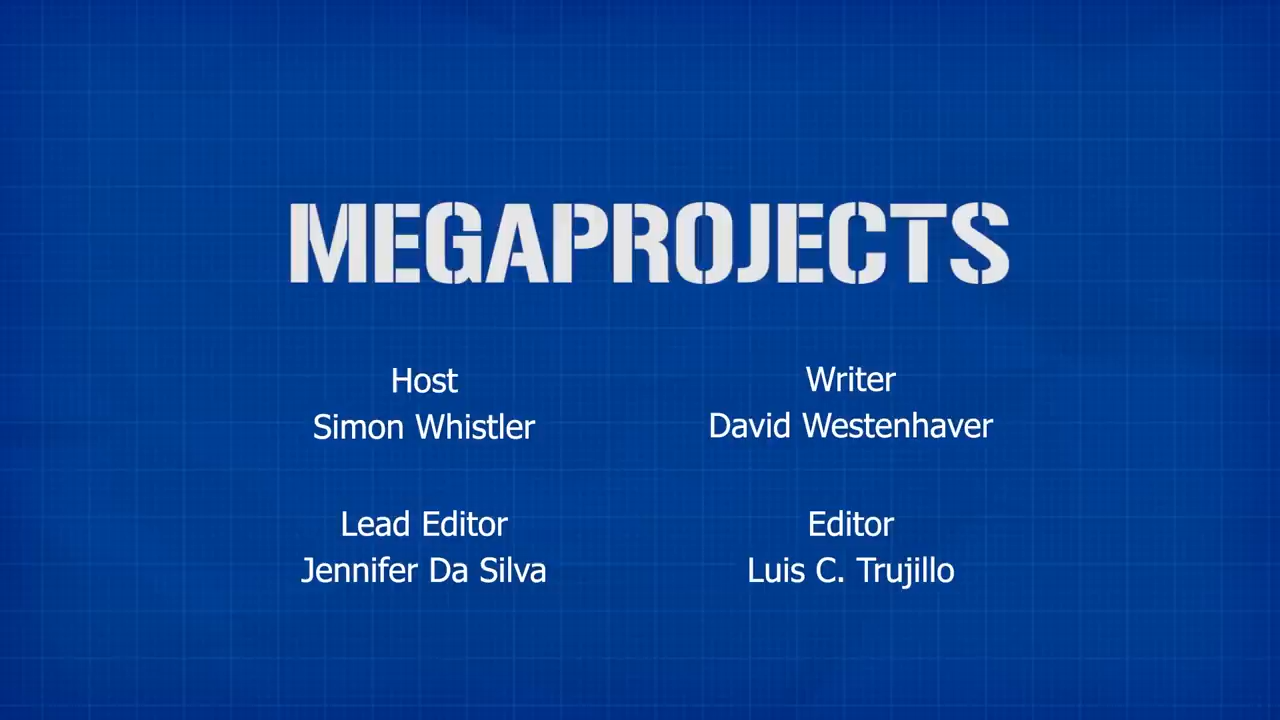 MEGAPROJECTS
Host
Simon Whistler
Writer
David Westenhaver
Lead Editor
Jennifer Da Silva
Editor
Luis C. Trujillo